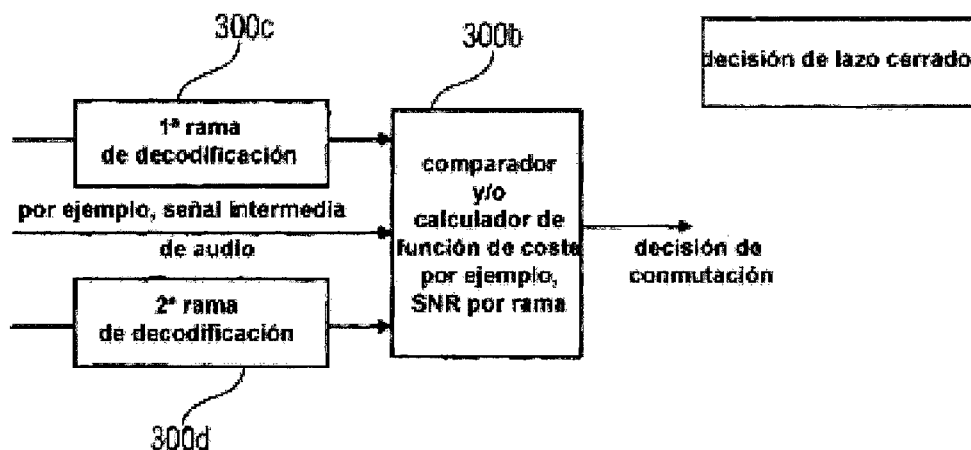 300c
300b
decisión de lazo cerrado
1ª rama
de decodificación
comparador
y/o
calculador de
función de coste
por ejemplo,
SNR por rama
por ejemplo, señal intermedia
de audio
decisión de
conmutación
2ª rama
de decodificación
300d